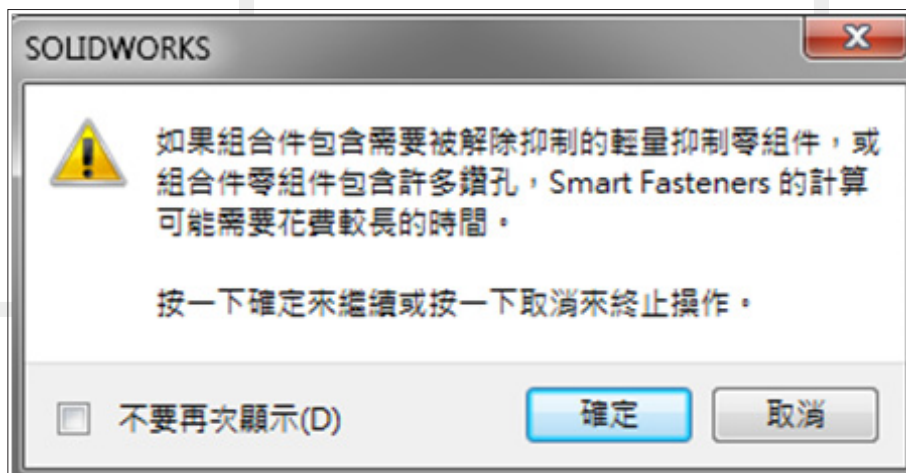 SOLIDWORKS
如果組合件包含需要被解除抑制的輕量抑制零組件，或
組合件零組件包含許多鑽孔，Smart Fasteners 的計算
可能需要花費較長的時間。
按一下確定來繼續或按一下取消來終止操作。
不要再次顯示(D)
確定
取消